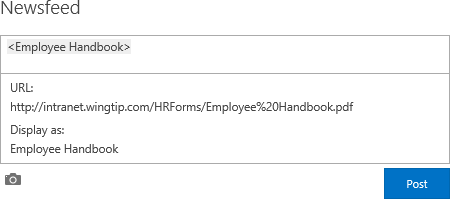 Newsfeed
<Employee Handbook>
URL:
http://intranet.wingtip.com/HRForms/Employee%20Handbook.pdf
Display as:
Employee Handbook
Post